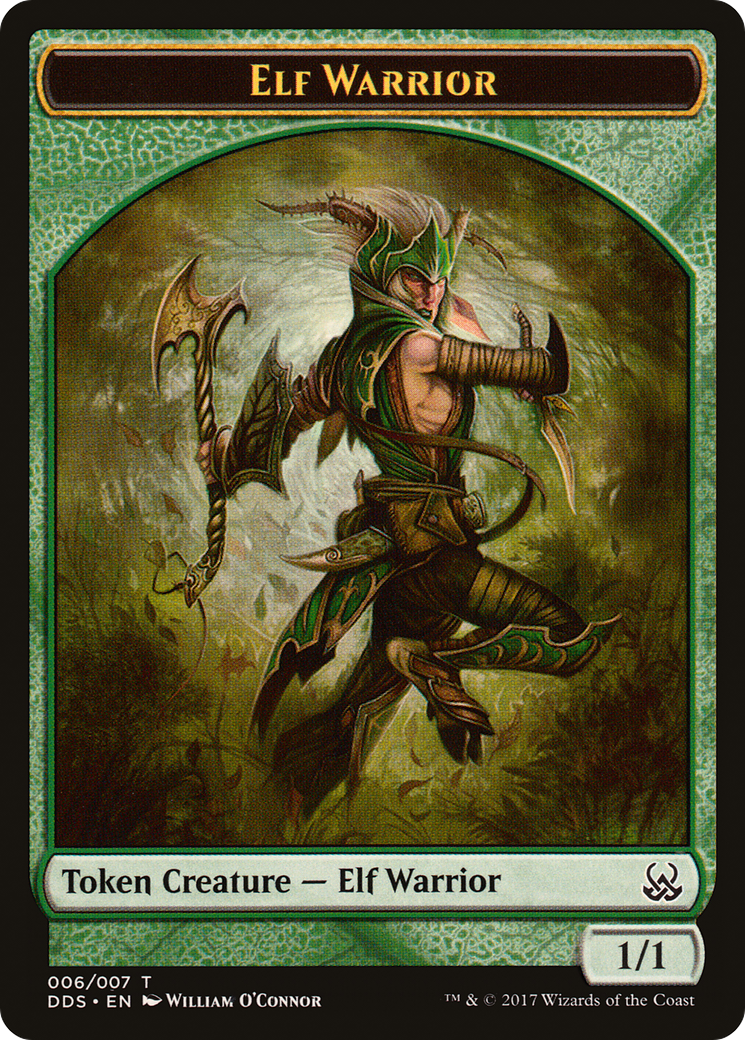 Elf Warrior
Token Creature — Elf Warrior
1/1
006/007 T
DDS • EN William O'Connor
™ & © 2017 Wizards of the Coast